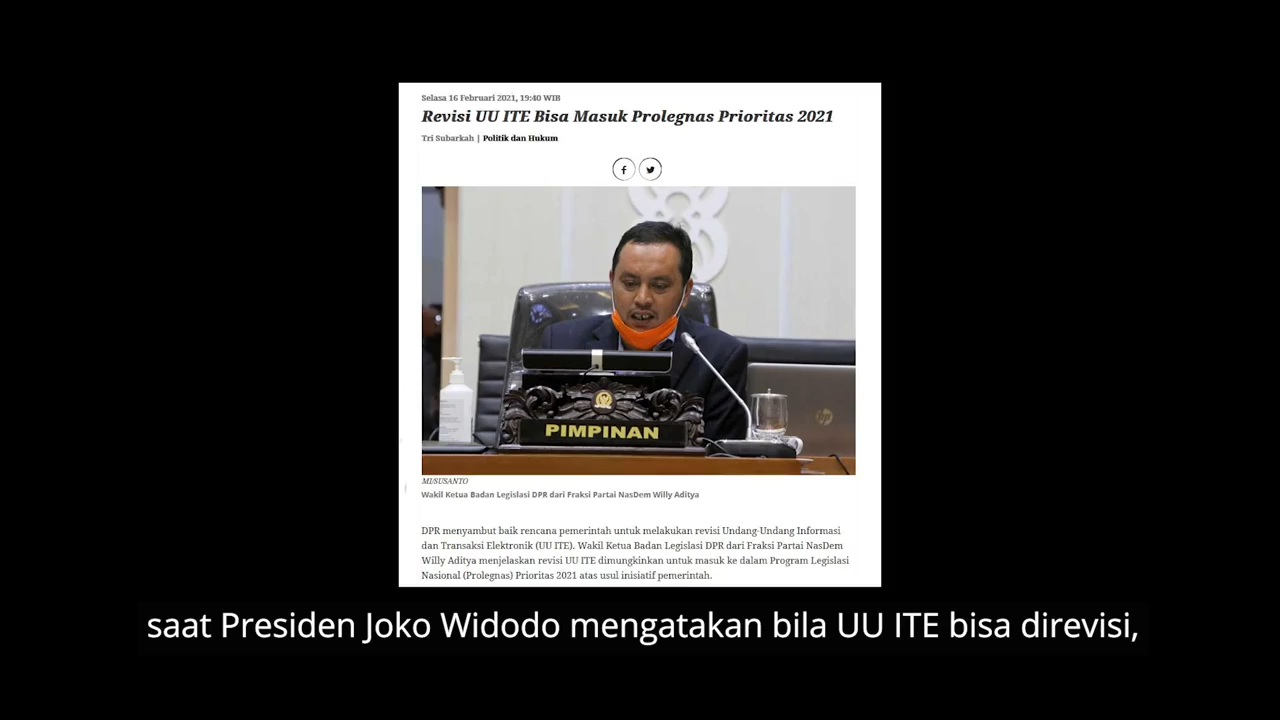 Selasa 16 Februari 2021, 19:40 WIB
Revisi UU ITE Bisa Masuk Prolegnas Prioritas 2021
Tri Subarkah | Politik dan Hukum
PIMPINAN
hp
MI/SUSANTO
Wakil Ketua Badan Legislasi DPR dari Fraksi Partai NasDem Willy Aditya
DPR menyambut baik rencana pemerintah untuk melakukan revisi Undang-Undang Informasi
dan Transaksi Elektronik (UU ITE). Wakil Ketua Badan Legislasi DPR dari Fraksi Partai NasDem
Willy Aditya menjelaskan revisi UU ITE dimungkinkan untuk masuk ke dalam Program Legislasi
Nasional (Prolegnas) Prioritas 2021 atas usul inisiatif pemerintah.
saat Presiden Joko Widodo mengatakan bila UU ITE bisa direvisi,